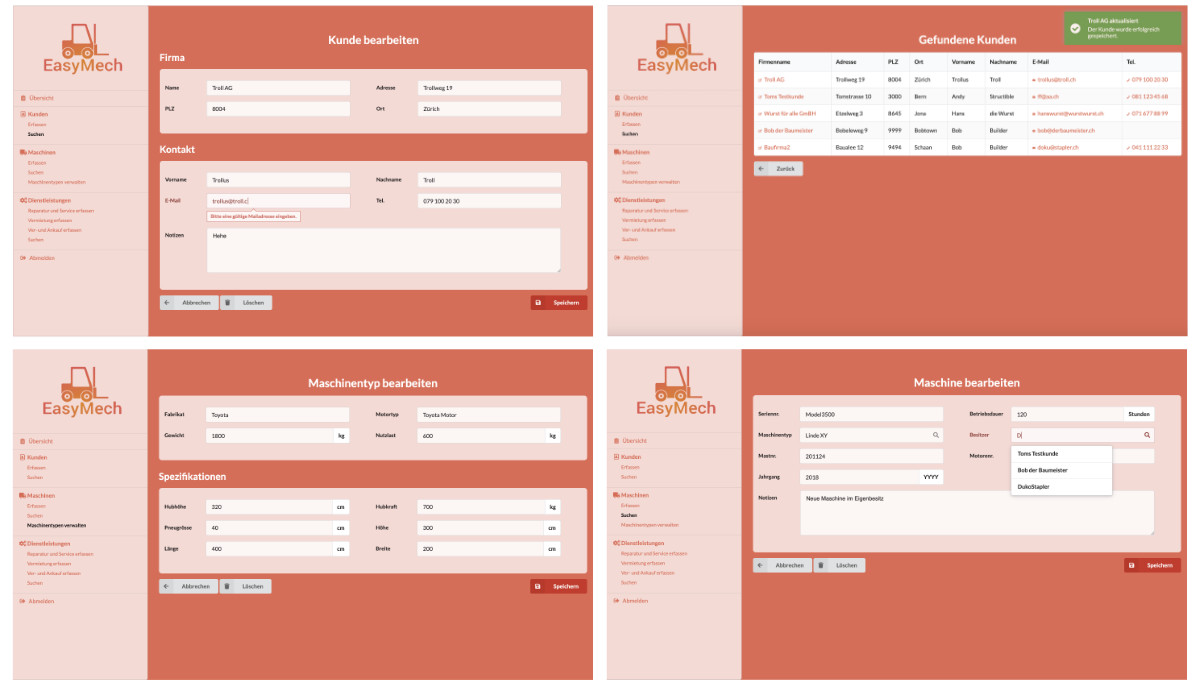 EasyMech
Übersicht
Kunden
Erfassen
Suchen
Maschinen
Erfassen
Suchen
Maschinentypen verwalten
Dienstleistungen
Reparatur und Service erfassen
Vermietung erfassen
Ver- und Ankauf erfassen
Suchen
Abmelden
Kunde bearbeiten
Firma
Name Troll AG Adresse Trollweg 19
PLZ 8004 Ort Zürich
Kontakt
Vorname Trollus Nachname Troll
E-Mail trollus@troll.c Tel. 079 100 20 30
Bitte eine gültige Mailadresse eingeben.
Notizen Hehe
Abbrechen Löschen Speichern
EasyMech
Übersicht
Kunden
Erfassen
Suchen
Maschinen
Erfassen
Suchen
Maschinentypen verwalten
Dienstleistungen
Reparatur und Service erfassen
Vermietung erfassen
Ver- und Ankauf erfassen
Suchen
Abmelden
Troll AG aktualisiert
Der Kunde wurde erfolgreich
gespeichert.
Gefundene Kunden
Firmenname Adresse PLZ Ort Vorname Nachname E-Mail Tel.
Troll AG Trollweg 19 8004 Zürich Trollus Troll trollus@troll.ch 079 100 20 30
Toms Testkunde Tomstrasse 10 3000 Bern Andy Structible 081 123 45 68
Wurst für alle GmBH Etzelweg 3 8645 Jona Hans die Wurst hanswurst@wurstwurst.ch 071 677 88 99
Bob der Baumeister Bobeleweg 9 9999 Bobtown Bob Builder bob@derbaumeister.ch
Baufirma2 Baualee 12 9494 Schaan Bob Builder doku@stapler.ch 041 111 22 33
Zurück
EasyMech
Übersicht
Kunden
Erfassen
Suchen
Maschinen
Erfassen
Suchen
Maschinentypen verwalten
Dienstleistungen
Reparatur und Service erfassen
Vermietung erfassen
Ver- und Ankauf erfassen
Suchen
Abmelden
Maschinentyp bearbeiten
Fabrikat Toyota Motortyp Toyota Motor
Gewicht 1800 kg Nutzlast 600 kg
Spezifikationen
Hubhöhe 320 cm Hubkraft 700 kg
Pneugrösse 40 cm Höhe 300 cm
Länge 400 cm Breite 200 cm
Abbrechen Löschen Speichern
EasyMech
Übersicht
Kunden
Erfassen
Suchen
Maschinen
Erfassen
Suchen
Maschinentypen verwalten
Dienstleistungen
Reparatur und Service erfassen
Vermietung erfassen
Ver- und Ankauf erfassen
Suchen
Abmelden
Maschine bearbeiten
Seriennr. Model3500 Betriebsdauer 120 Stunden
Maschinentyp Linde XY Besitzer D
Mastnr. 201124 Motorennr.
Toms Testkunde
Bob der Baumeister
DukoStapler
Jahrgang 2018 YYYY
Notizen Neue Maschine im Eigenbesitz
Abbrechen Löschen Speichern